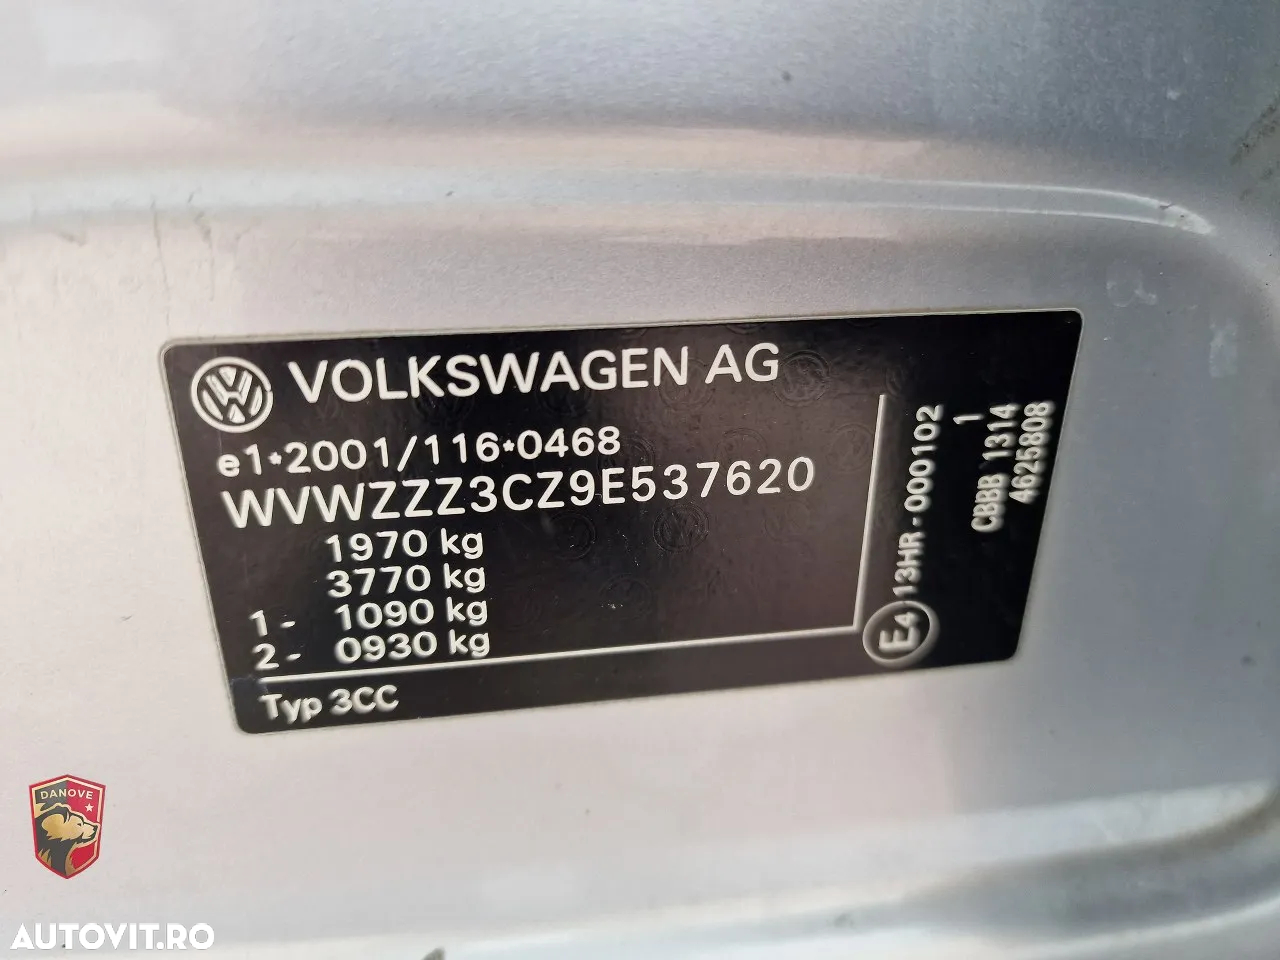 VOLKSWAGEN AG
e1*2001/116*0468
WVWZZZ3CZ9E537620
1970 kg
3770 kg
1- 1090 kg
2- 0930 kg
Typ 3CC
E4 13HR-000102
1
CBBB 1314
4625808
DANOVE
AUTOVIT.RO